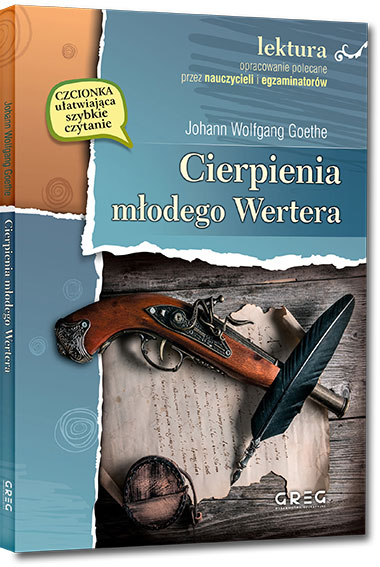 lektura
opracowanie polecane
przez nauczycieli i egzaminatorów
CZCIONKA
ułatwiająca
szybkie
czytanie
Johann Wolfgang Goethe
Cierpienia
młodego Wertera
Johann Wolfgang Goethe
Cierpienia młodego Wertera
GREG
GREG